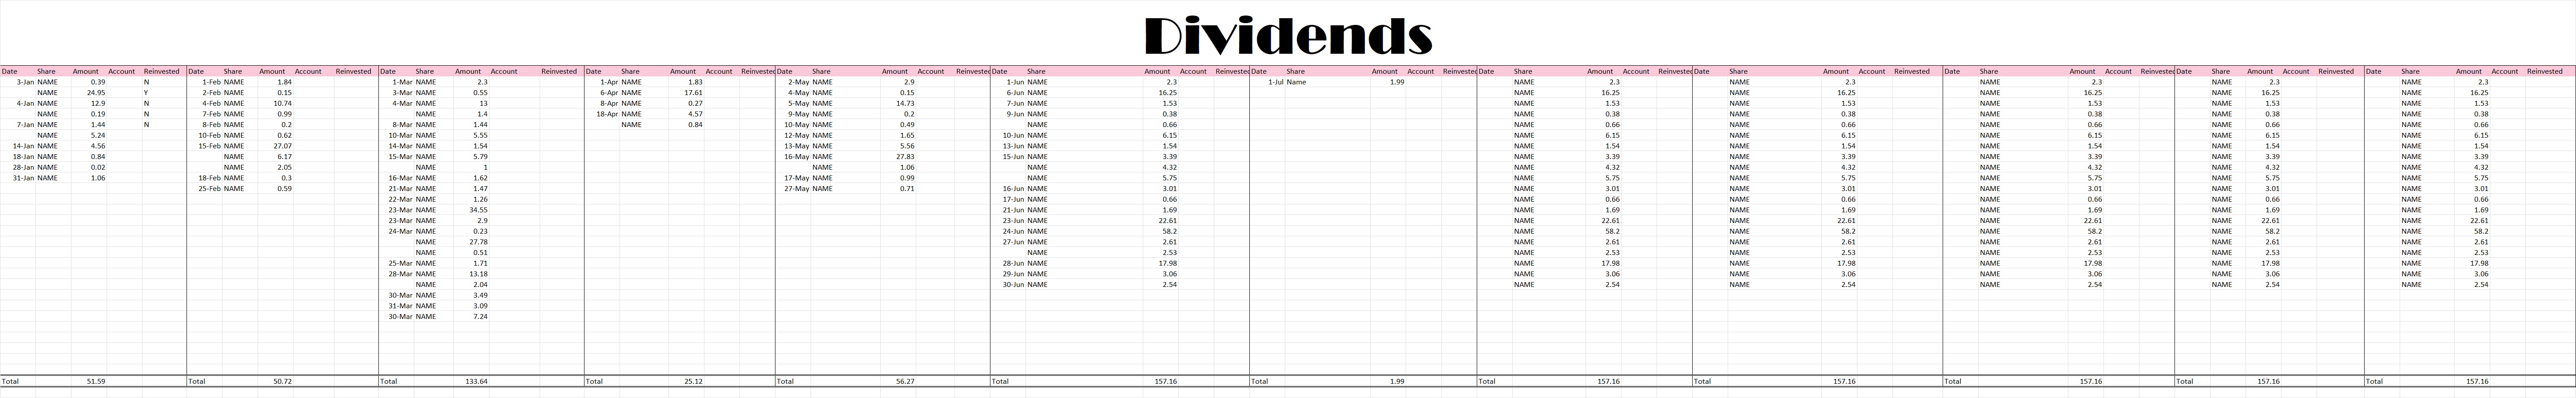 Dividends
Date Share Amount Account Reinvested Date Share Amount Account Reinvested Date Share Amount Account Reinvested Date Share Amount Account Reinvested Date Share Amount Account Reinvested Date Share Amount Account Reinvested Date Share Amount Account Reinvested Date Share Amount Account Reinvested Date Share Amount Account Reinvested Date Share Amount Account Reinvested Date Share Amount Account Reinvested Date Share Amount Account Reinvested
3-Jan NAME 0.39 N 1-Feb NAME 1.84 1-Mar NAME 2.3 1-Apr NAME 1.83 2-May NAME 2.9 1-Jun NAME 2.3 1-Jul Name 1.99 NAME 2.3 NAME 2.3 NAME 2.3 NAME 2.3 NAME 2.3
NAME 24.95 Y 2-Feb NAME 0.15 3-Mar NAME 0.55 6-Apr NAME 17.61 4-May NAME 0.15 6-Jun NAME 16.25 NAME 16.25 NAME 16.25 NAME 16.25 NAME 16.25 NAME 16.25
4-Jan NAME 12.9 N 4-Feb NAME 10.74 4-Mar NAME 13 8-Apr NAME 0.27 5-May NAME 14.73 7-Jun NAME 1.53 NAME 1.53 NAME 1.53 NAME 1.53 NAME 1.53 NAME 1.53
NAME 0.19 N 7-Feb NAME 0.99 NAME 1.4 18-Apr NAME 4.57 9-May NAME 0.2 9-Jun NAME 0.38 NAME 0.38 NAME 0.38 NAME 0.38 NAME 0.38 NAME 0.38
7-Jan NAME 1.44 N 8-Feb NAME 0.2 8-Mar NAME 1.44 NAME 0.84 10-May NAME 0.49 NAME 0.66 NAME 0.66 NAME 0.66 NAME 0.66 NAME 0.66 NAME 0.66
NAME 5.24 10-Feb NAME 0.62 10-Mar NAME 5.55 12-May NAME 1.65 10-Jun NAME 6.15 NAME 6.15 NAME 6.15 NAME 6.15 NAME 6.15 NAME 6.15
14-Jan NAME 4.56 15-Feb NAME 27.07 14-Mar NAME 1.54 13-May NAME 5.56 13-Jun NAME 1.54 NAME 1.54 NAME 1.54 NAME 1.54 NAME 1.54 NAME 1.54
18-Jan NAME 0.84 NAME 6.17 15-Mar NAME 5.79 16-May NAME 27.83 15-Jun NAME 3.39 NAME 3.39 NAME 3.39 NAME 3.39 NAME 3.39 NAME 3.39
28-Jan NAME 0.02 NAME 2.05 NAME 1 NAME 1.06 NAME 4.32 NAME 4.32 NAME 4.32 NAME 4.32 NAME 4.32 NAME 4.32
31-Jan NAME 1.06 18-Feb NAME 0.3 16-Mar NAME 1.62 17-May NAME 0.99 NAME 5.75 NAME 5.75 NAME 5.75 NAME 5.75 NAME 5.75 NAME 5.75
25-Feb NAME 0.59 21-Mar NAME 1.47 27-May NAME 0.71 16-Jun NAME 3.01 NAME 3.01 NAME 3.01 NAME 3.01 NAME 3.01 NAME 3.01
22-Mar NAME 1.26 17-Jun NAME 0.66 NAME 0.66 NAME 0.66 NAME 0.66 NAME 0.66 NAME 0.66
23-Mar NAME 34.55 21-Jun NAME 1.69 NAME 1.69 NAME 1.69 NAME 1.69 NAME 1.69 NAME 1.69
23-Mar NAME 2.9 23-Jun NAME 22.61 NAME 22.61 NAME 22.61 NAME 22.61 NAME 22.61 NAME 22.61
24-Mar NAME 0.23 24-Jun NAME 58.2 NAME 58.2 NAME 58.2 NAME 58.2 NAME 58.2 NAME 58.2
NAME 27.78 27-Jun NAME 2.61 NAME 2.61 NAME 2.61 NAME 2.61 NAME 2.61 NAME 2.61
NAME 0.51 NAME 2.53 NAME 2.53 NAME 2.53 NAME 2.53 NAME 2.53 NAME 2.53
25-Mar NAME 1.71 28-Jun NAME 17.98 NAME 17.98 NAME 17.98 NAME 17.98 NAME 17.98 NAME 17.98
28-Mar NAME 13.18 29-Jun NAME 3.06 NAME 3.06 NAME 3.06 NAME 3.06 NAME 3.06 NAME 3.06
NAME 2.04 30-Jun NAME 2.54 NAME 2.54 NAME 2.54 NAME 2.54 NAME 2.54 NAME 2.54
30-Mar NAME 3.49
31-Mar NAME 3.09
30-Mar NAME 7.24
Total 51.59 Total 50.72 Total 133.64 Total 25.12 Total 56.27 Total 157.16 Total 1.99 Total 157.16 Total 157.16 Total 157.16 Total 157.16 Total 157.16